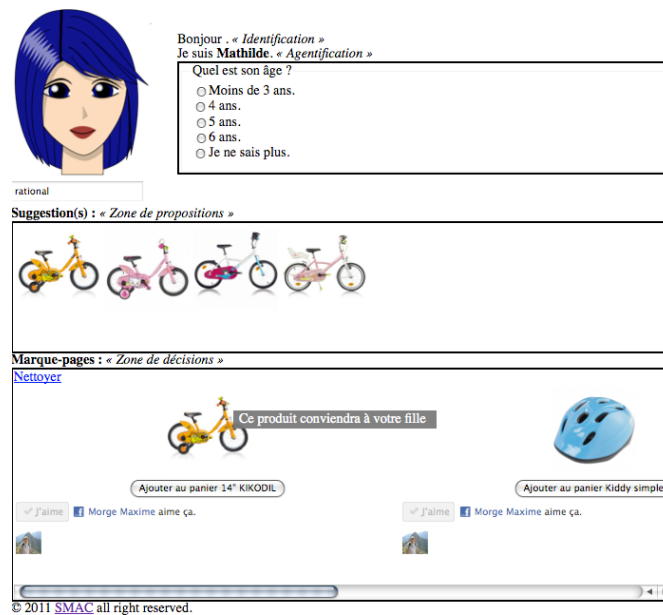 Bonjour . « Identification »
Je suis Mathilde. « Agentification »
Quel est son âge ?
Moins de 3 ans.
4 ans.
5 ans.
6 ans.
Je ne sais plus.
rational
Suggestion(s) : « Zone de propositions »
Marque-pages : « Zone de décisions »
Nettoyer
Ce produit conviendra à votre fille
Ajouter au panier 14" KIKODIL
Ajouter au panier Kiddy simple
J'aime
Morge Maxime aime ça.
J'aime
Morge Maxime aime ça.
© 2011 SMAC all right reserved.